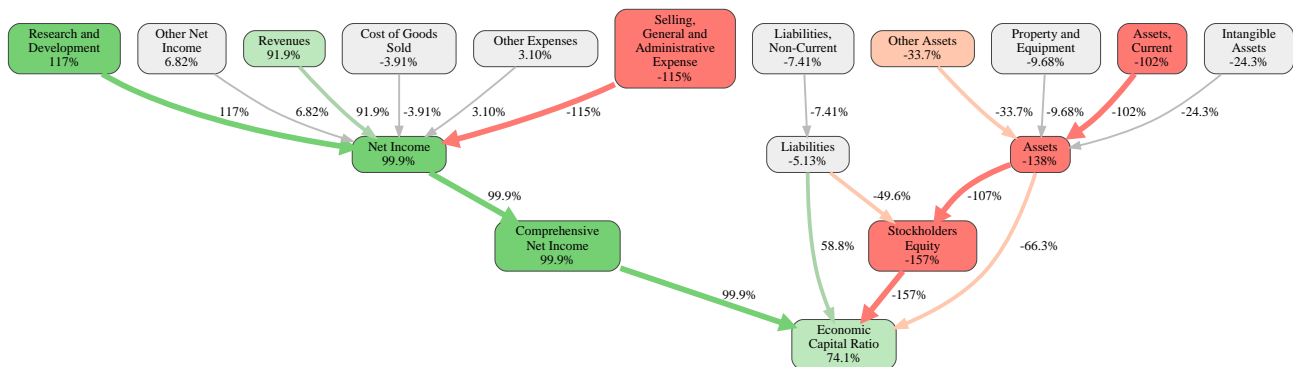 Research and
Development
117%
Other Net
Income
6.82%
Revenues
91.9%
Cost of Goods
Sold
-3.91%
Other Expenses
3.10%
Selling,
General and
Administrative
Expense
-115%
Liabilities,
Non-Current
-7.41%
Other Assets
-33.7%
Property and
Equipment
-9.68%
Assets,
Current
-102%
Intangible
Assets
-24.3%
117%
6.82%
91.9%
-3.91%
3.10%
-115%
-7.41%
-33.7%
-9.68%
-102%
-24.3%
Net Income
99.9%
Liabilities
-5.13%
Assets
-138%
99.9%
-49.6%
-107%
Comprehensive
Net Income
99.9%
58.8%
Stockholders
Equity
-157%
-66.3%
99.9%
-157%
Economic
Capital Ratio
74.1%